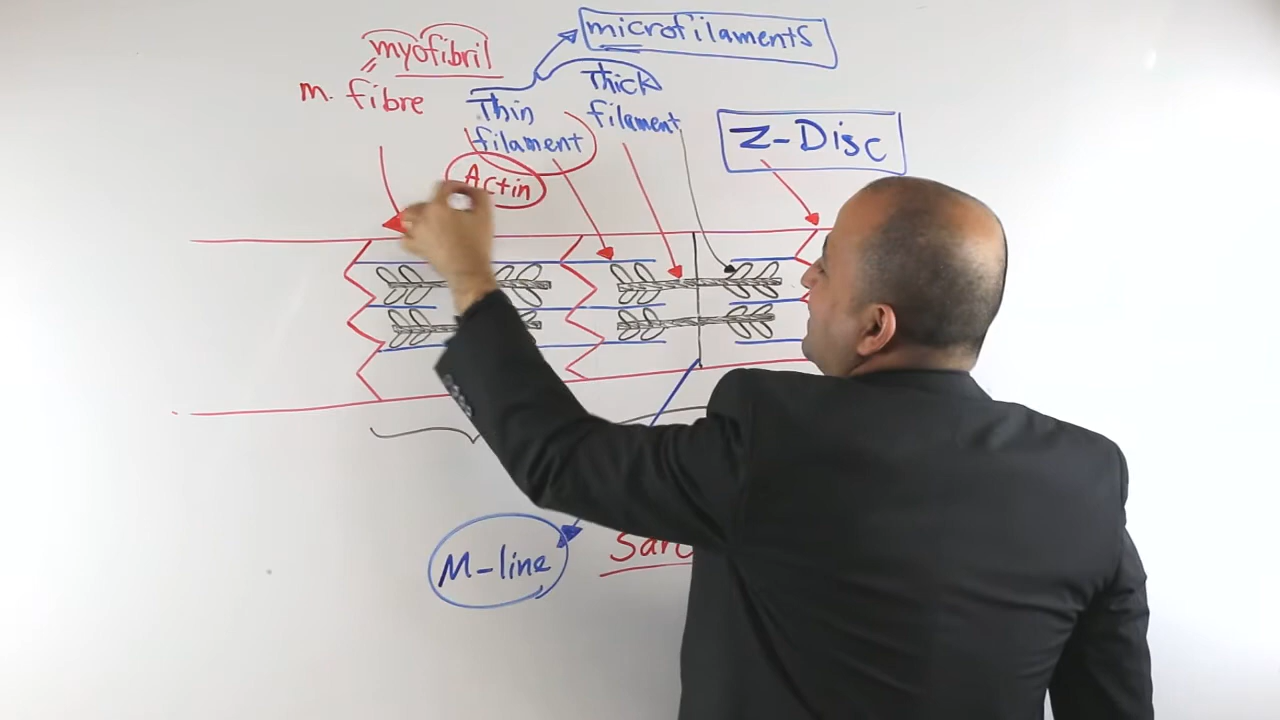 myofibril
m. fibre
microfilaments
Thin
filament
Thick
filament
Actin
Z-Disc
M-line